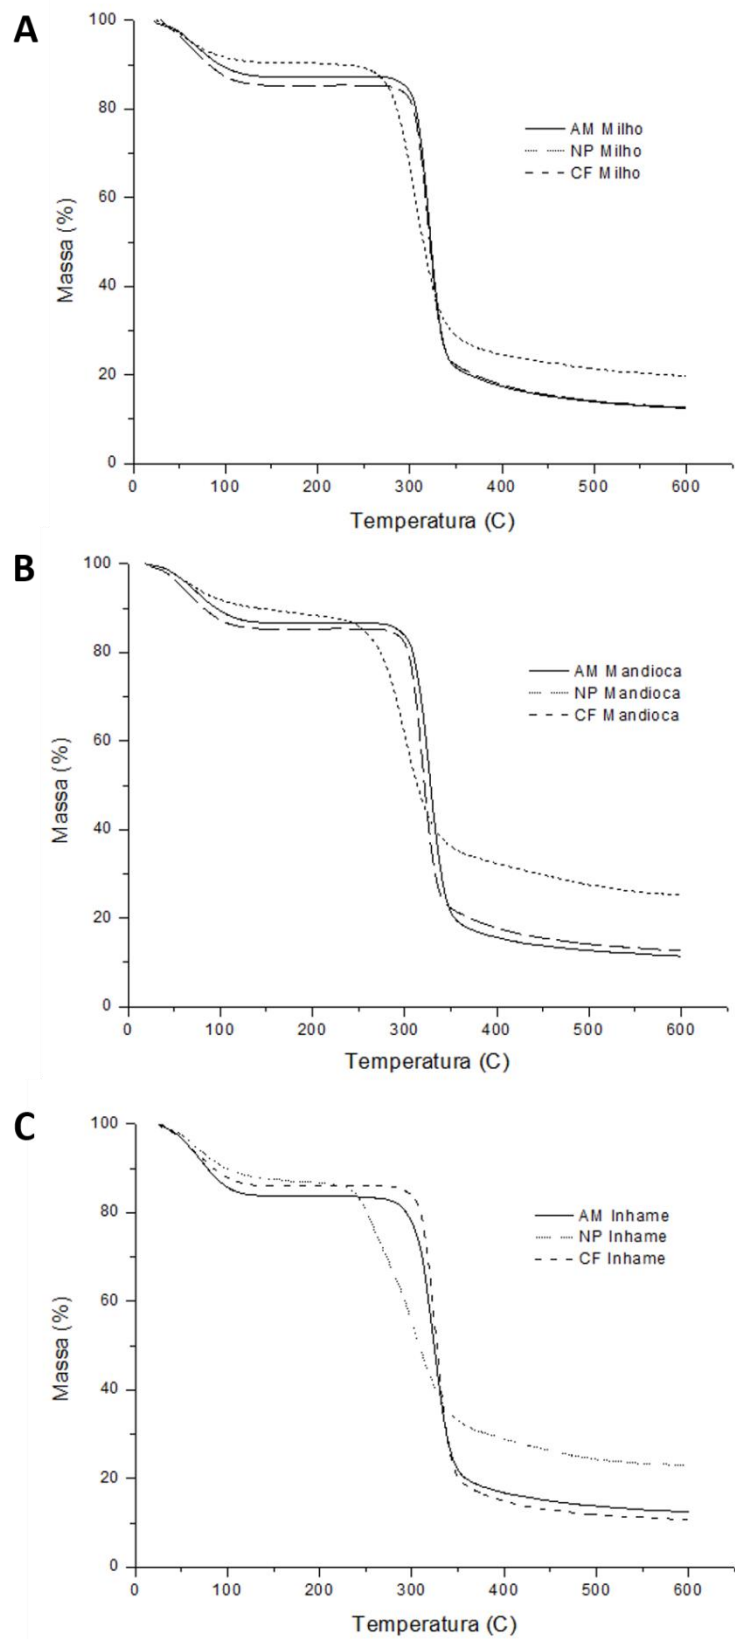 A
100
80
60
40
20
0
Massa (%)
AM Milho
NP Milho
CF Milho
0 100 200 300 400 500 600
Temperatura (C)
B
100
80
60
40
20
0
Massa (%)
AM Mandioca
NP Mandioca
CF Mandioca
0 100 200 300 400 500 600
Temperatura (C)
C
100
80
60
40
20
0
Massa (%)
AM Inhame
NP Inhame
CF Inhame
0 100 200 300 400 500 600
Temperatura (C)